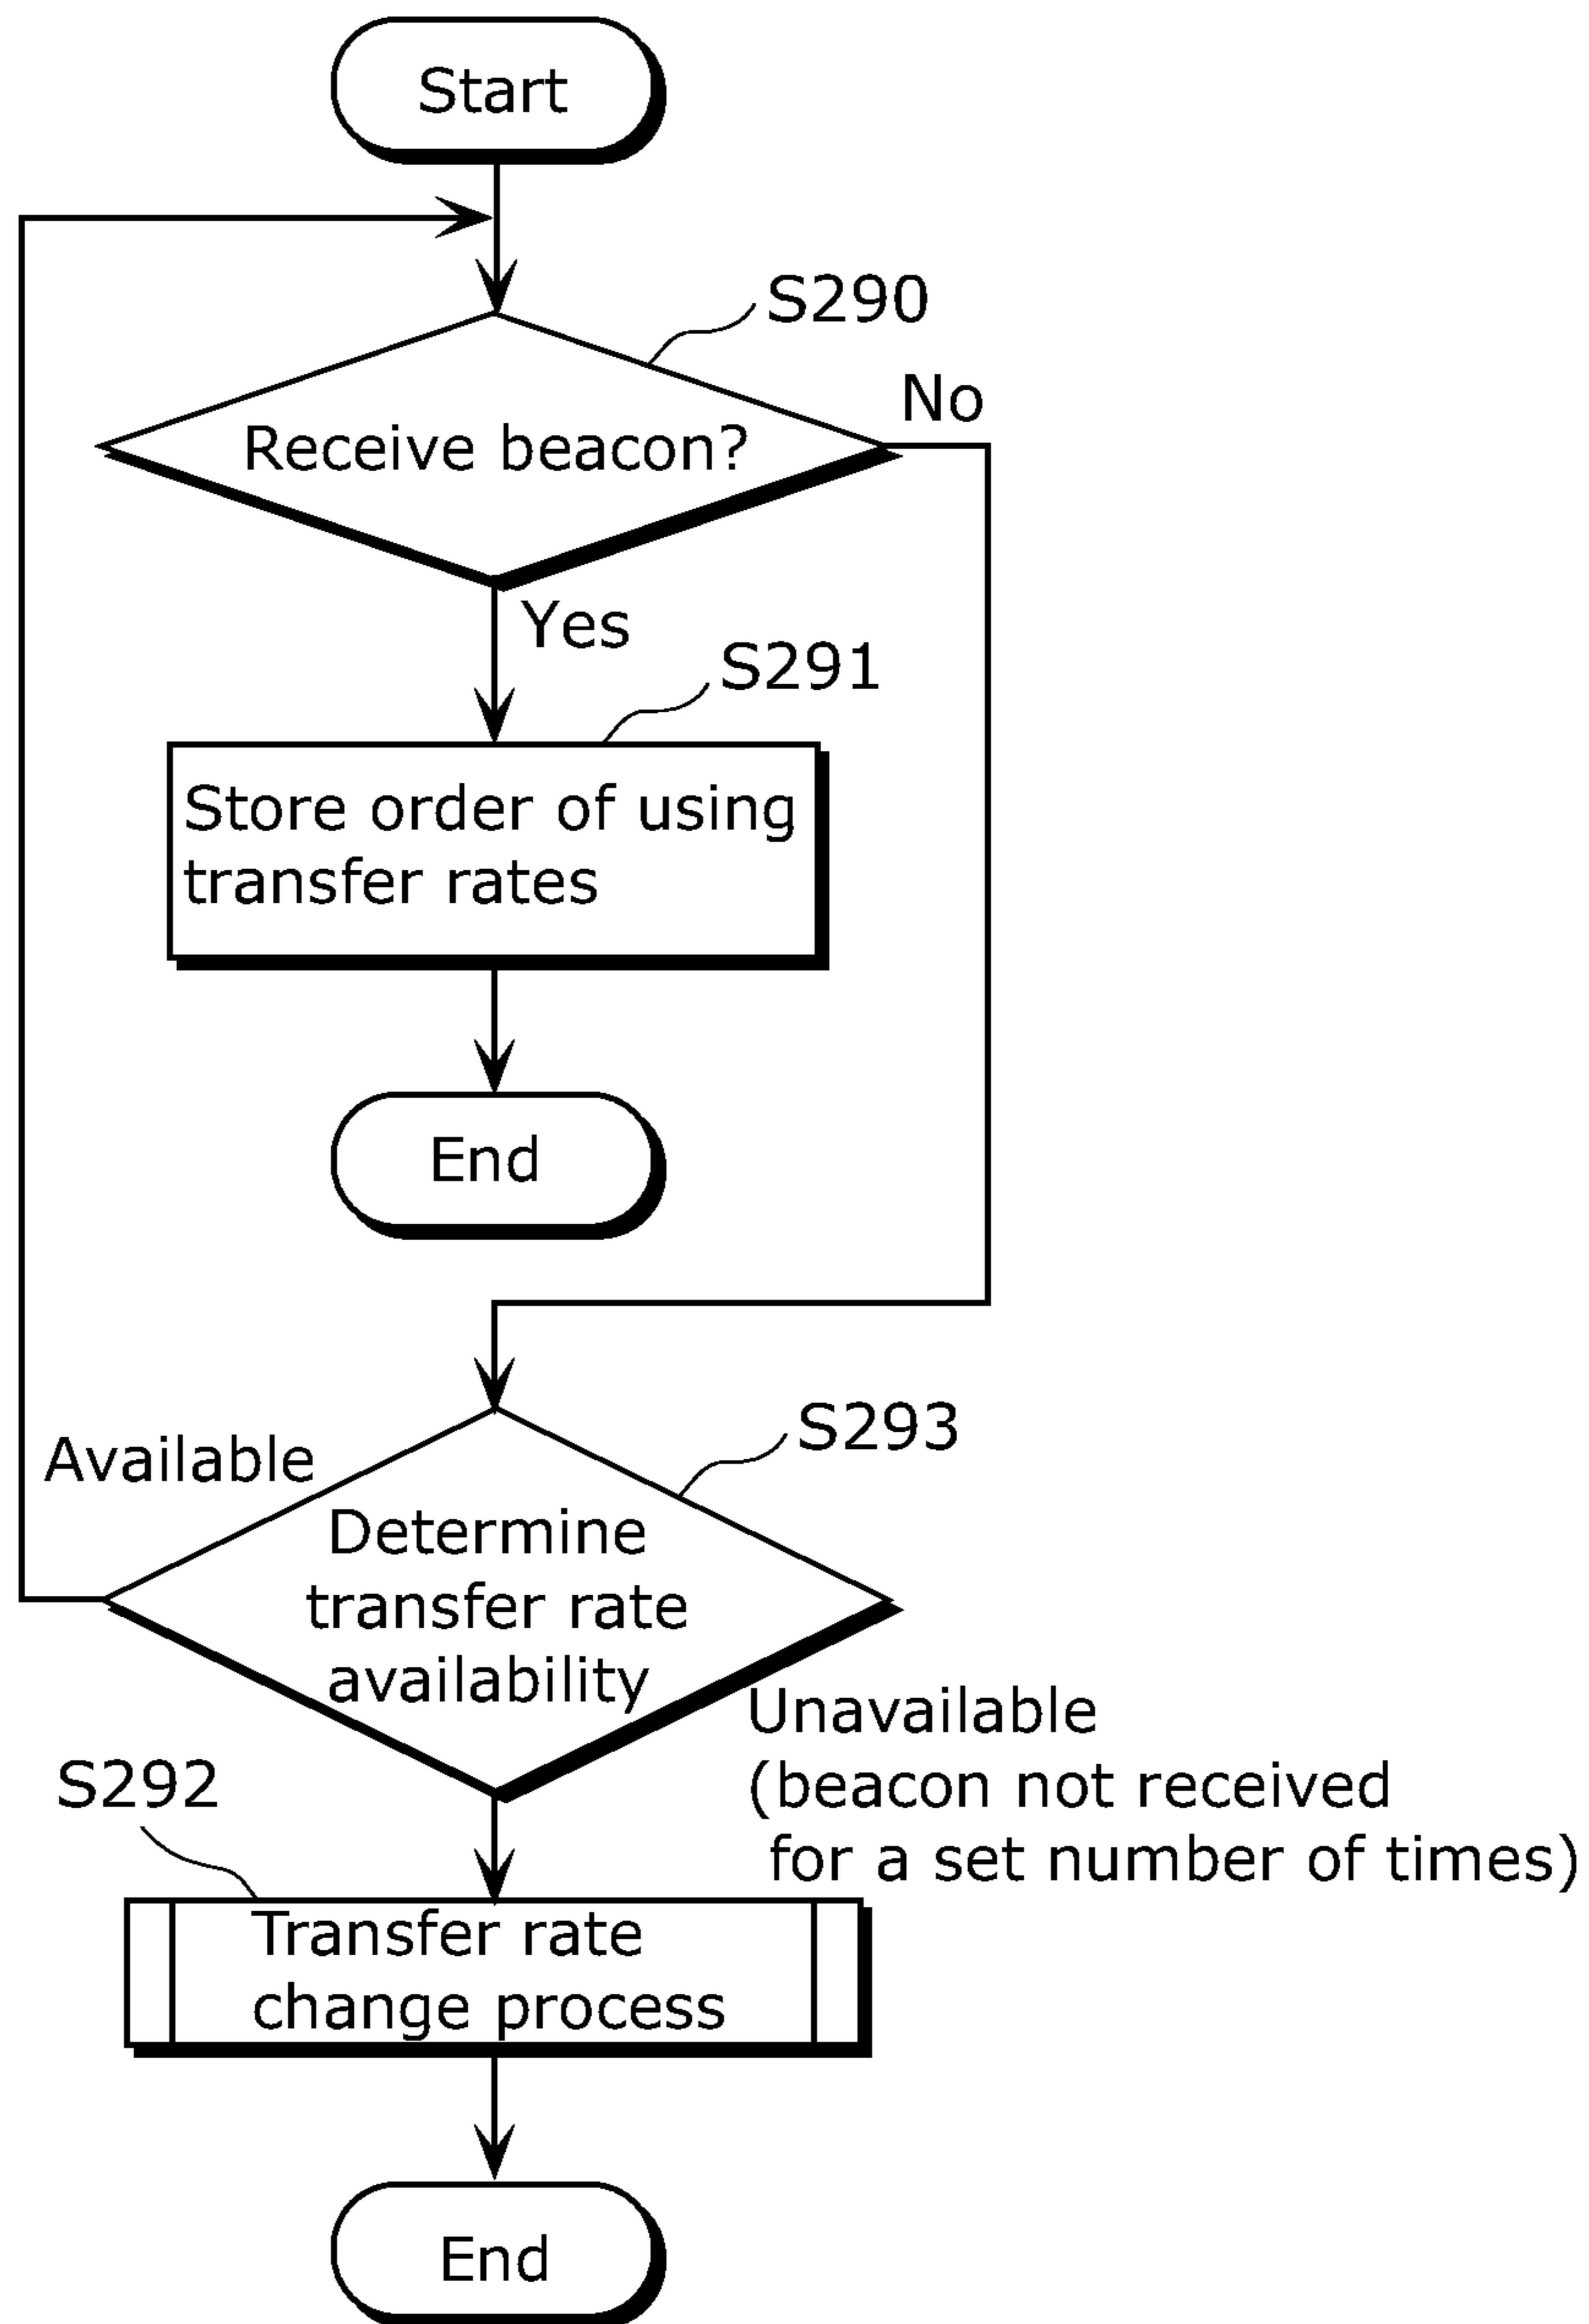 Start
S290
No
Receive beacon?
Yes
S291
Store order of using
transfer rates
End
S293
Available
Determine
transfer rate
availability
Unavailable
(beacon not received
for a set number of times)
S292
Transfer rate
change process
End